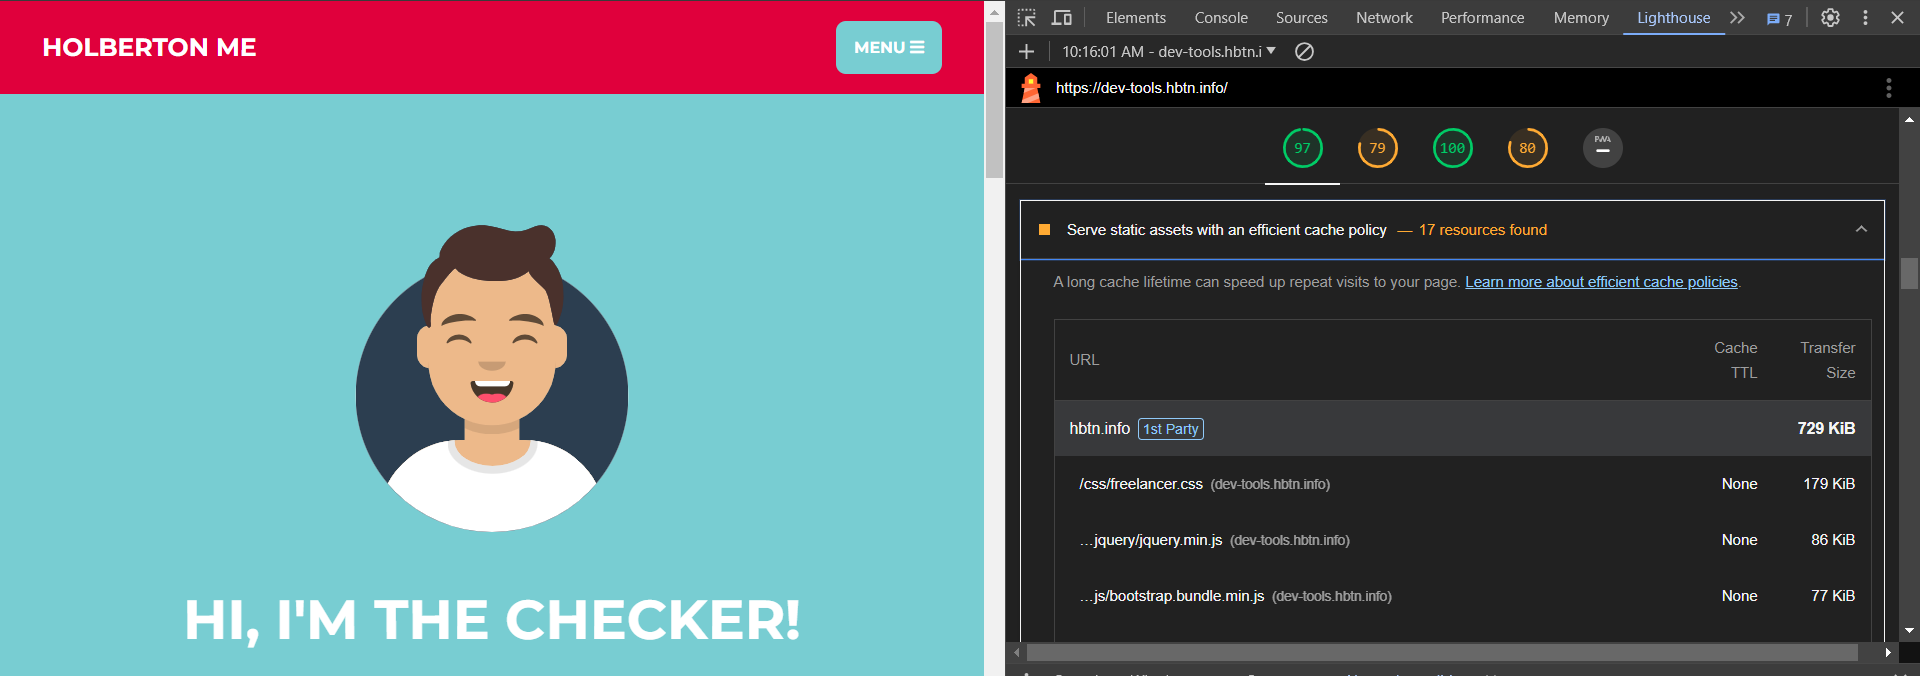 HOLBERTON ME
MENU
HI, I'M THE CHECKER!
Elements Console Sources Network Performance Memory Lighthouse 7
10:16:01 AM - dev-tools.hbtn.i
https://dev-tools.hbtn.info/
97 79 100 80 PWA
Serve static assets with an efficient cache policy — 17 resources found
A long cache lifetime can speed up repeat visits to your page. Learn more about efficient cache policies.
URL Cache TTL Transfer Size
hbtn.info 1st Party 729 KiB
/css/freelancer.css (dev-tools.hbtn.info) None 179 KiB
…jquery/jquery.min.js (dev-tools.hbtn.info) None 86 KiB
…js/bootstrap.bundle.min.js (dev-tools.hbtn.info) None 77 KiB